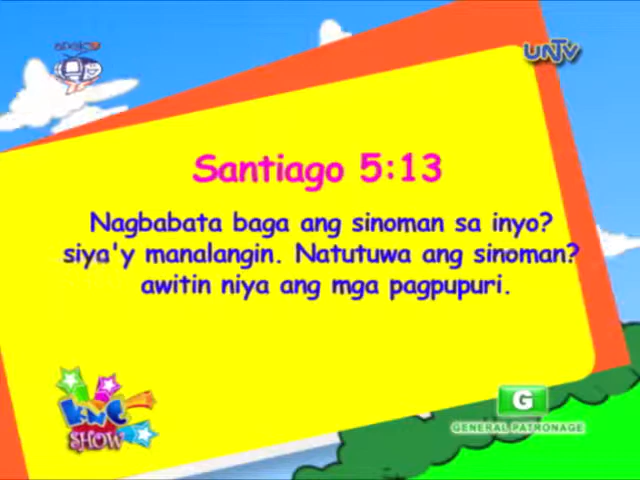 UNTV
Santiago 5:13
Nagbabata baga ang sinoman sa inyo?
siya'y manalangin. Natutuwa ang sinoman?
awitin niya ang mga pagpupuri.
KNC
SHOW
G
GENERAL PATRONAGE